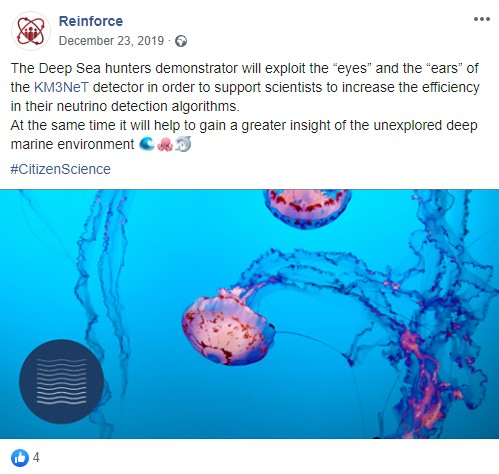 Reinforce
December 23, 2019 ·
The Deep Sea hunters demonstrator will exploit the “eyes” and the “ears” of
the KM3NeT detector in order to support scientists to increase the efficiency
in their neutrino detection algorithms.
At the same time it will help to gain a greater insight of the unexplored deep
marine environment 🌊🐙🐬
#CitizenScience
4